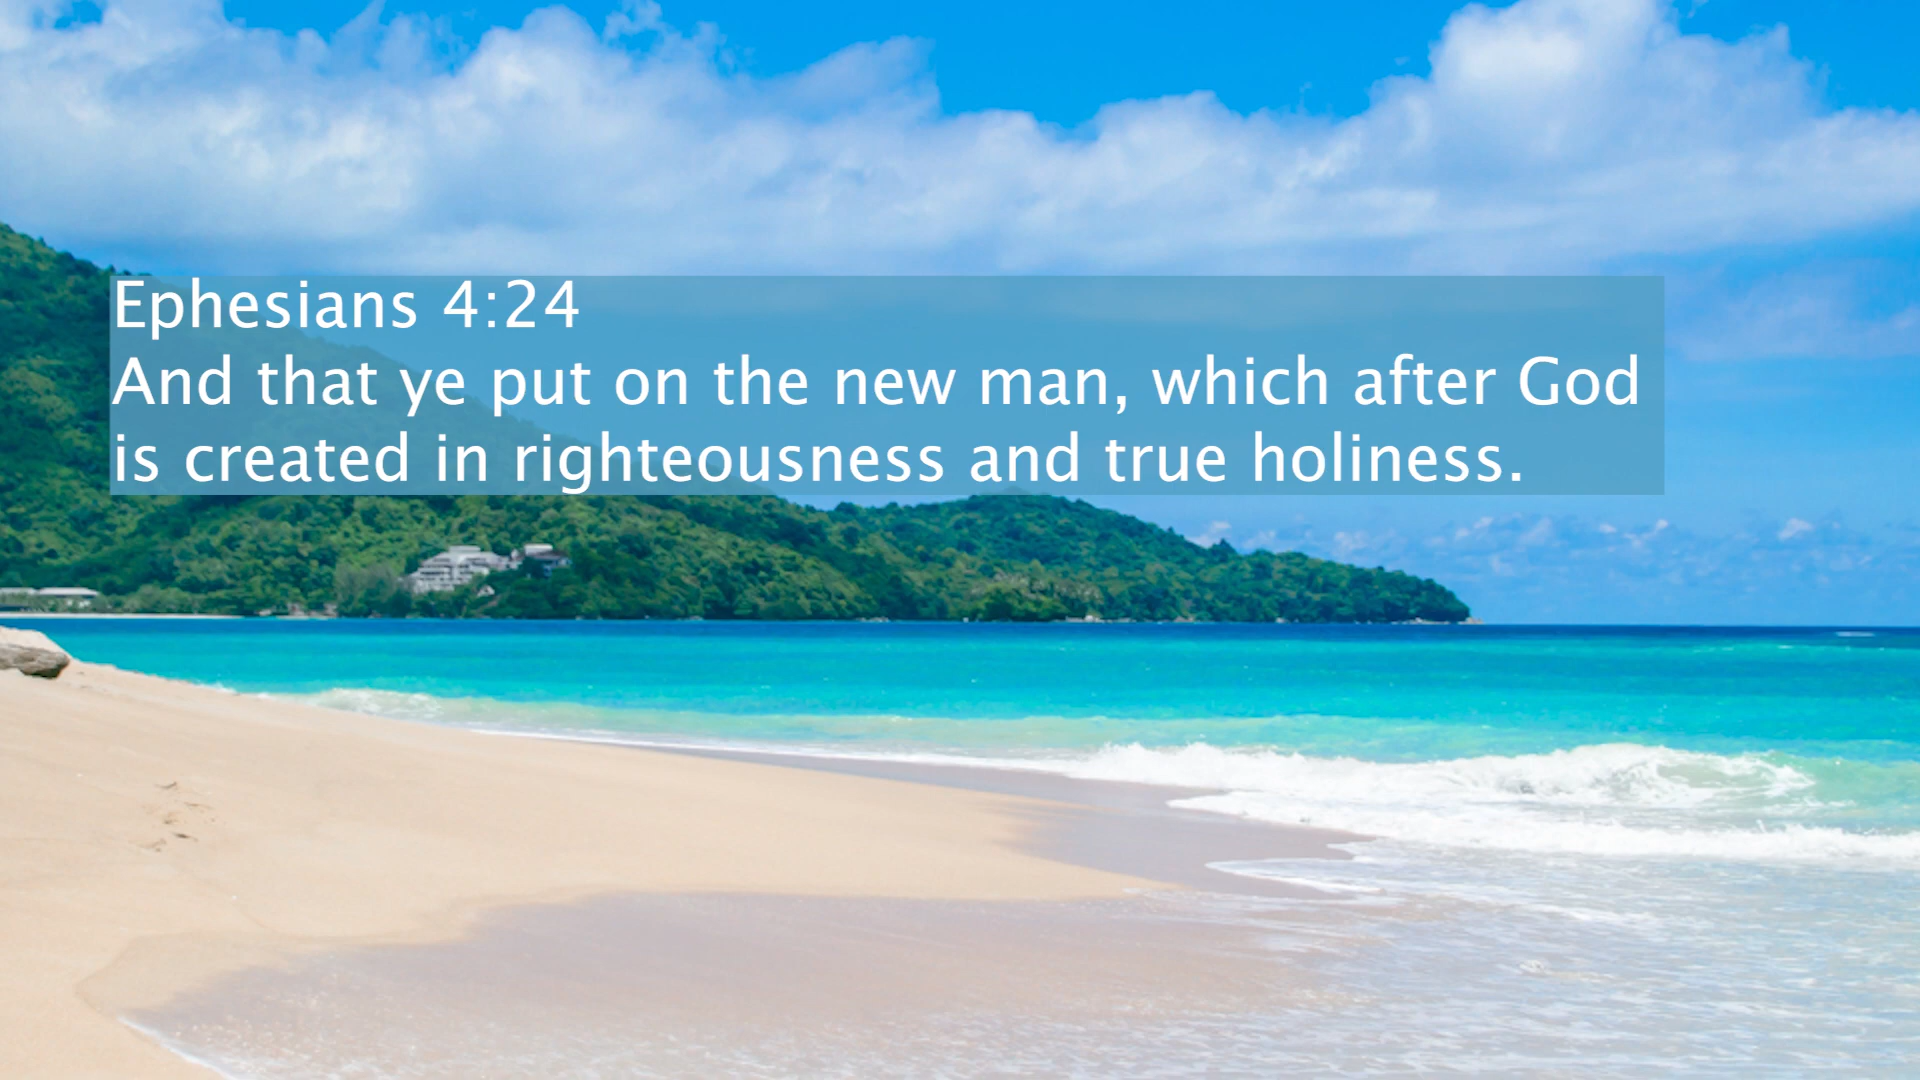 Ephesians 4:24
And that ye put on the new man, which after God
is created in righteousness and true holiness.